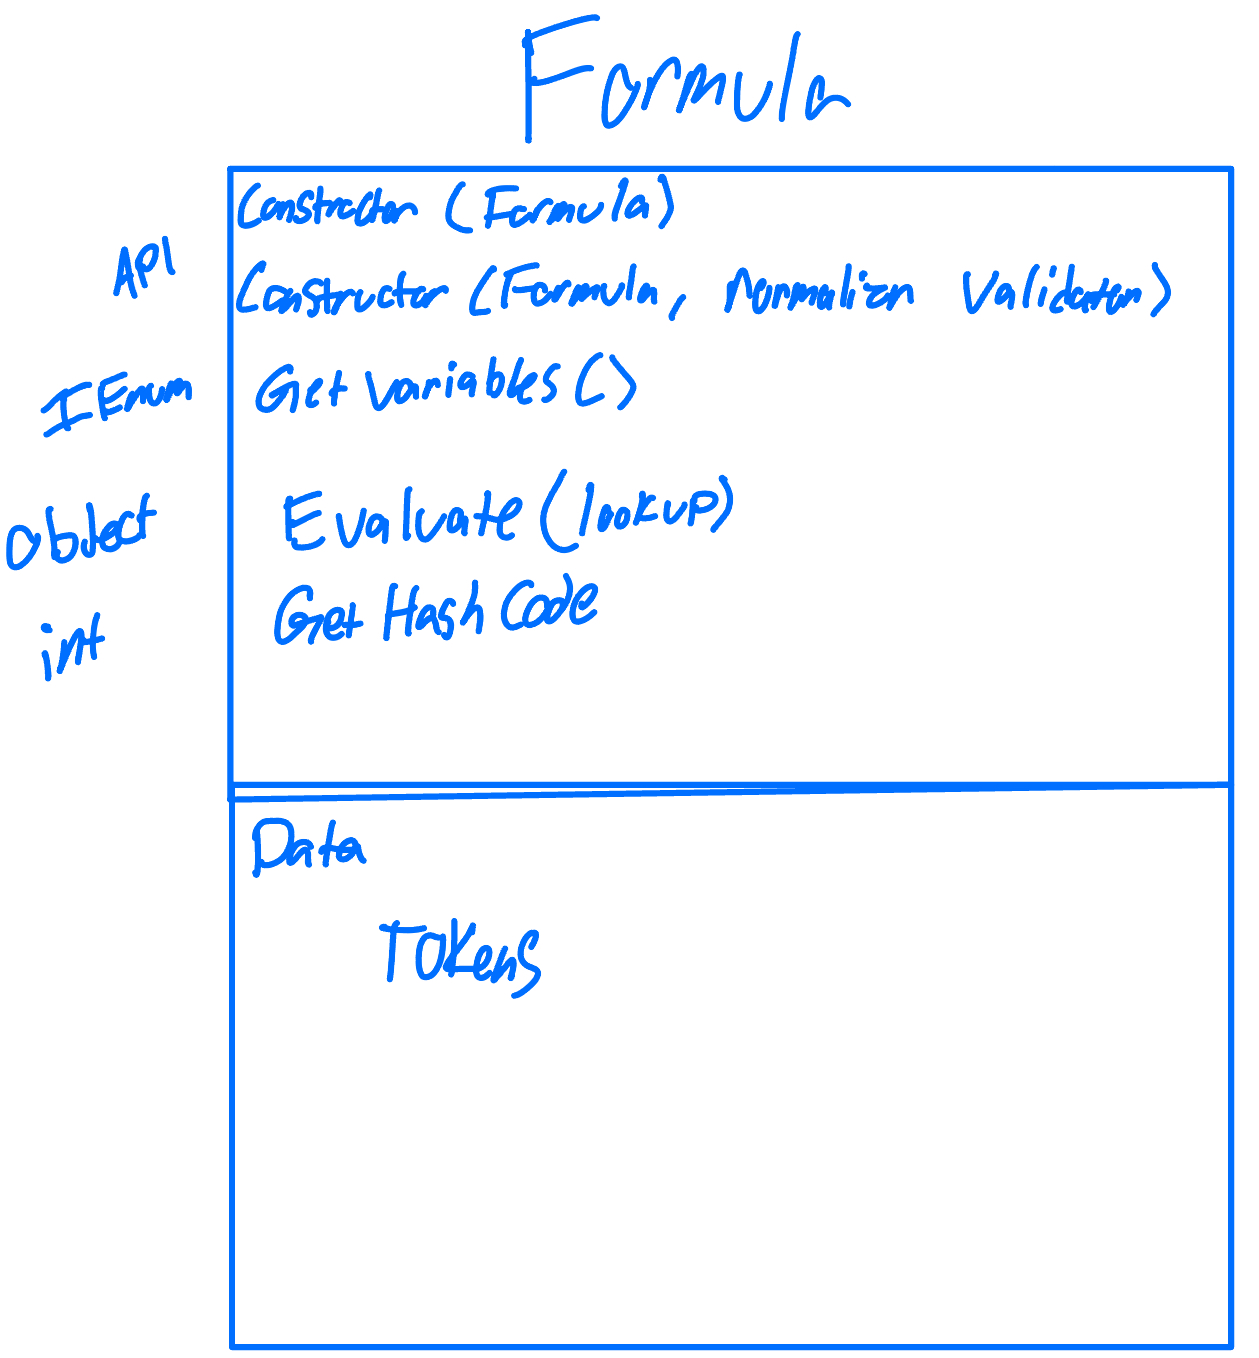 Formula
Constructor (Formula)
API
Constructor (Formula, Normalizer Validator)
IEnum Get Variables ()
Object Evaluate (lookup)
int Get Hash Code
Data
Tokens